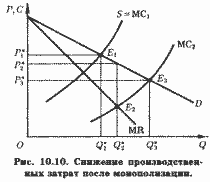 P, C
S = MC₁
MC₂
P₁*
P₂*
P₃*
E₁
E₂
E₃
D
MR
O
Q₁*
Q₂*
Q₃*
Q
Рис. 10.10. Снижение производствен-
ных затрат после монополизации.